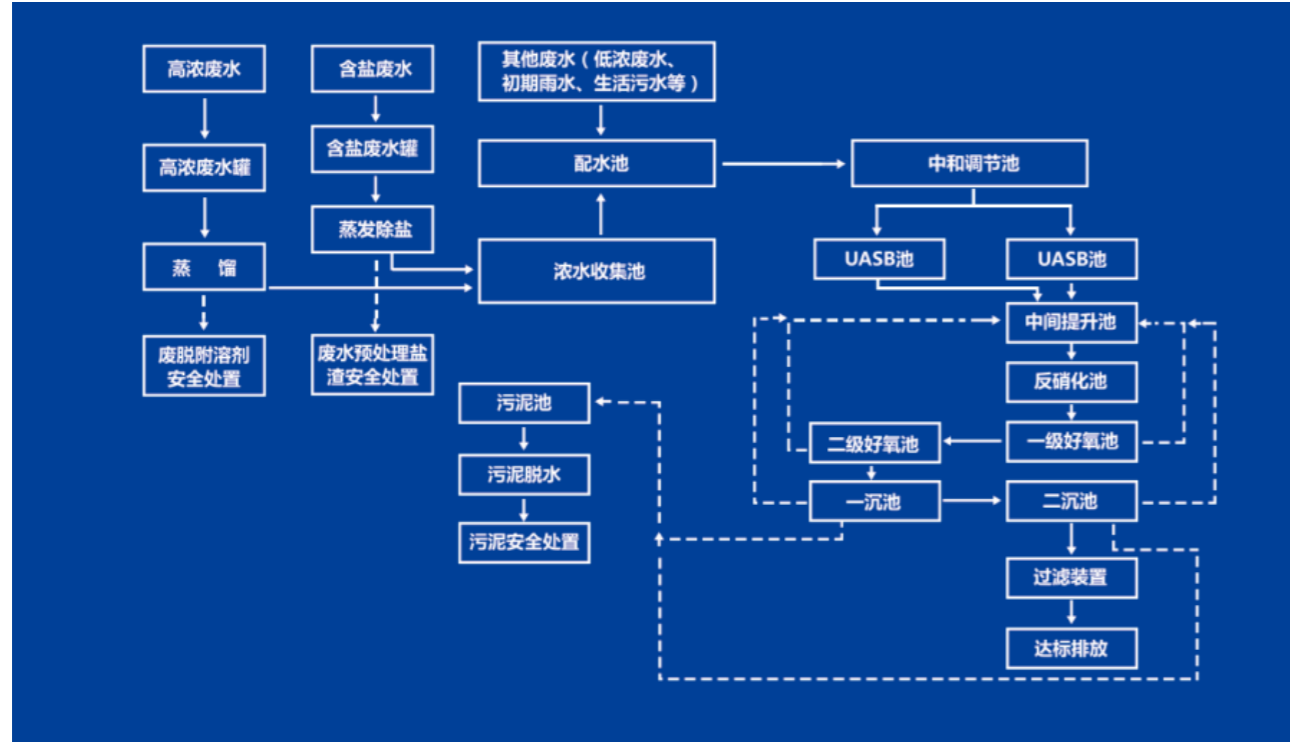 高浓废水
含盐废水
其他废水（低浓废水、
初期雨水、生活污水等）
高浓废水罐
含盐废水罐
配水池
中和调节池
蒸发除盐
蒸 馏
浓水收集池
UASB池
UASB池
废脱附溶剂
安全处置
废水预处理盐
渣安全处置
中间提升池
反硝化池
污泥池
二级好氧池
一级好氧池
污泥脱水
一沉池
二沉池
污泥安全处置
过滤装置
达标排放